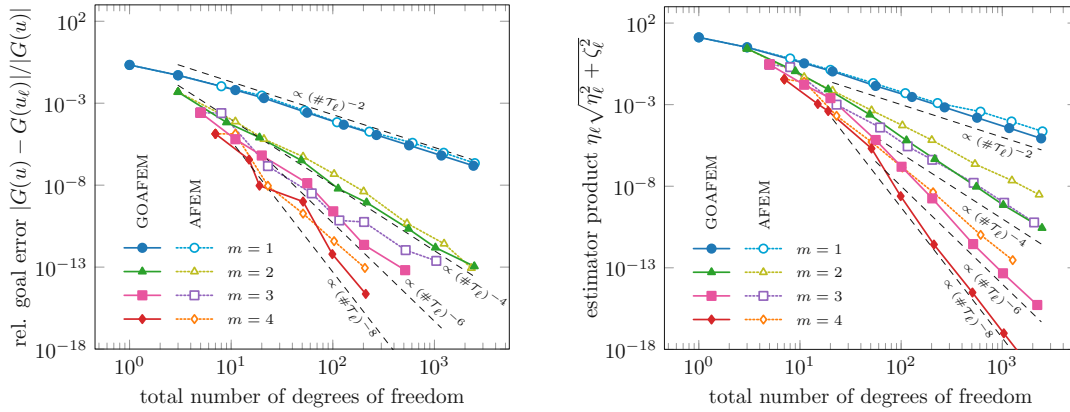 rel. goal error |G(u) − G(u_ℓ)|/|G(u)|
10^2
10^−3
10^−8
10^−13
10^−18
10^0
10^1
10^2
10^3
total number of degrees of freedom
∝ (#𝒯_ℓ)^−2
∝ (#𝒯_ℓ)^−4
∝ (#𝒯_ℓ)^−6
∝ (#𝒯_ℓ)^−8
GOAFEM
AFEM
m = 1
m = 2
m = 3
m = 4
estimator product η_ℓ √(η_ℓ^2 + ζ_ℓ^2)
10^2
10^−3
10^−8
10^−13
10^−18
10^0
10^1
10^2
10^3
total number of degrees of freedom
∝ (#𝒯_ℓ)^−2
∝ (#𝒯_ℓ)^−4
∝ (#𝒯_ℓ)^−6
∝ (#𝒯_ℓ)^−8
GOAFEM
AFEM
m = 1
m = 2
m = 3
m = 4